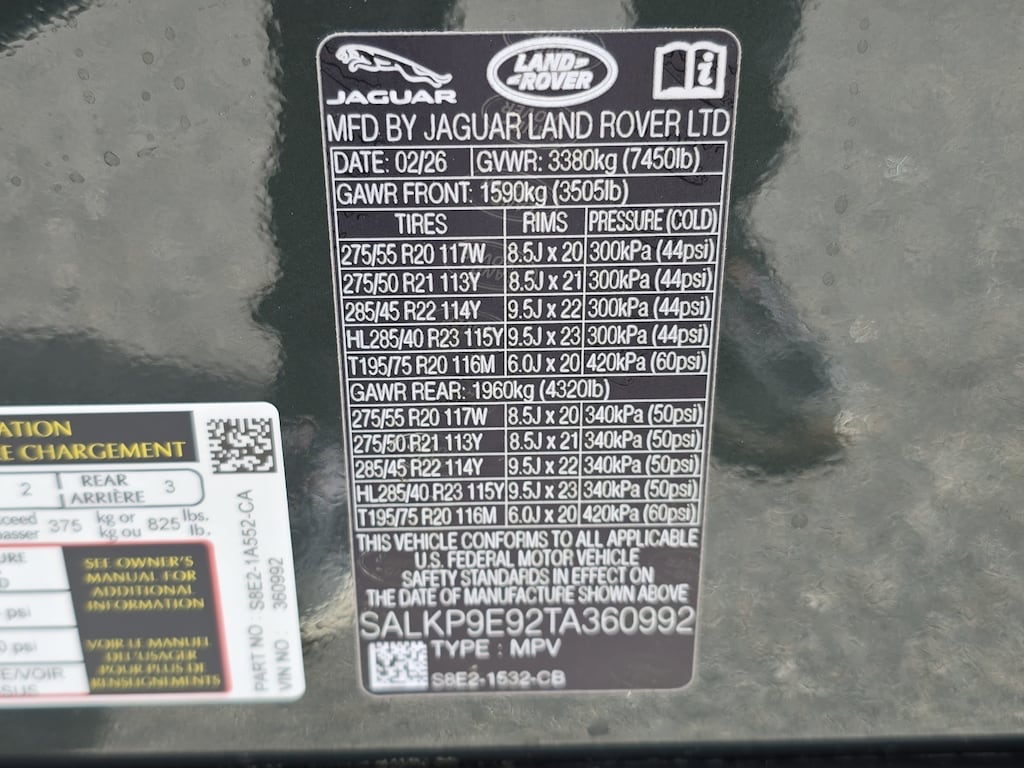 JAGUAR
LAND ROVER
MFD BY JAGUAR LAND ROVER LTD
DATE: 02/26 GVWR: 3380kg (7450lb)
GAWR FRONT: 1590kg (3505lb)
TIRES RIMS PRESSURE (COLD)
275/55 R20 117W 8.5J x 20 300kPa (44psi)
275/50 R21 113Y 8.5J x 21 300kPa (44psi)
285/45 R22 114Y 9.5J x 22 300kPa (44psi)
HL285/40 R23 115Y 9.5J x 23 300kPa (44psi)
T195/75 R20 116M 6.0J x 20 420kPa (60psi)
GAWR REAR: 1960kg (4320lb)
275/55 R20 117W 8.5J x 20 340kPa (50psi)
275/50 R21 113Y 8.5J x 21 340kPa (50psi)
285/45 R22 114Y 9.5J x 22 340kPa (50psi)
HL285/40 R23 115Y 9.5J x 23 340kPa (50psi)
T195/75 R20 116M 6.0J x 20 420kPa (60psi)
THIS VEHICLE CONFORMS TO ALL APPLICABLE
U.S. FEDERAL MOTOR VEHICLE
SAFETY STANDARDS IN EFFECT ON
THE DATE OF MANUFACTURE SHOWN ABOVE
SALKP9E92TA360992
TYPE : MPV
S8E2-1532-CB
ATION
E CHARGEMENT
2 REAR 3
ARRIÈRE
xceed 375 kg or 825 lbs.
passer kg ou lb.
URE
SEE OWNER'S
MANUAL FOR
ADDITIONAL
INFORMATION
psi
0 psi
VOIR LE MANUEL
DE L'USAGER
POUR PLUS DE
RENSEIGNEMENTS
E/VOIR
SUS
PART NO : S8E2-1A552-CA
VIN NO : 360992